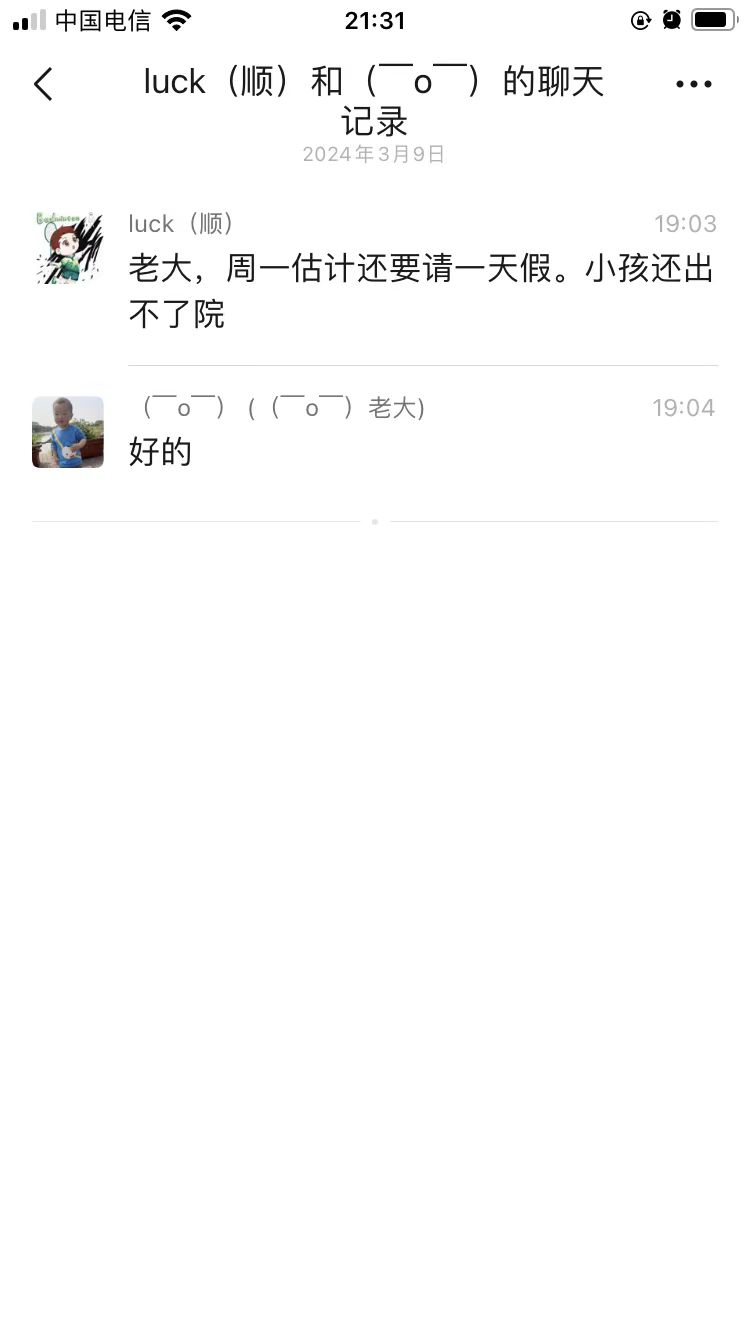 中国电信
21:31
luck（顺）和（￣o￣）的聊天
记录
2024年3月9日
luck（顺）
19:03
老大，周一估计还要请一天假。小孩还出
不了院
（￣o￣）(（￣o￣）老大)
19:04
好的